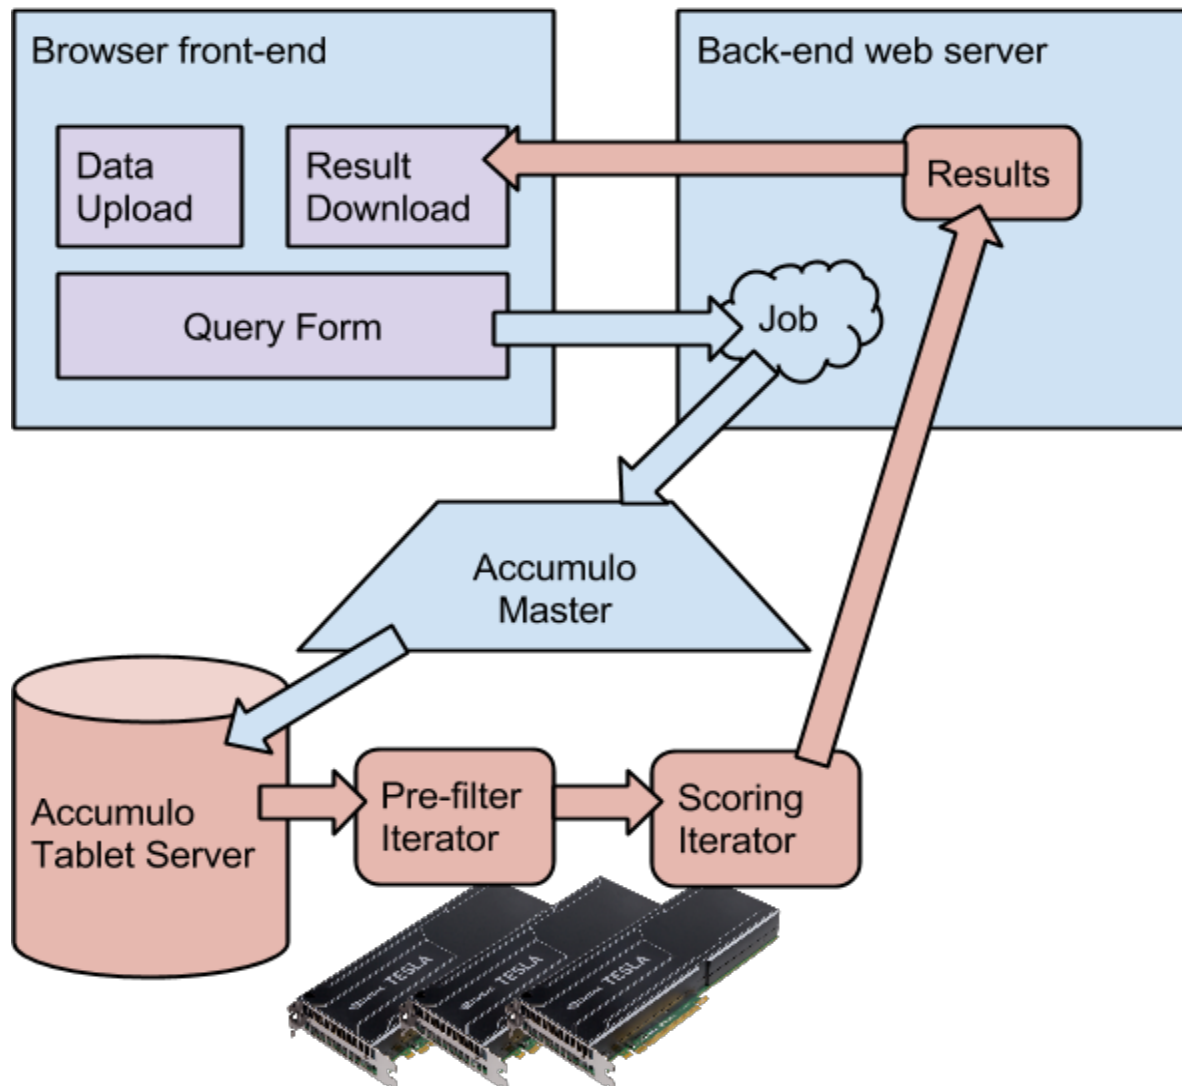 Browser front-end
Back-end web server
Data
Upload
Result
Download
Results
Query Form
Job
Accumulo
Master
Accumulo
Tablet Server
Pre-filter
Iterator
Scoring
Iterator
TESLA
TESLA
TESLA